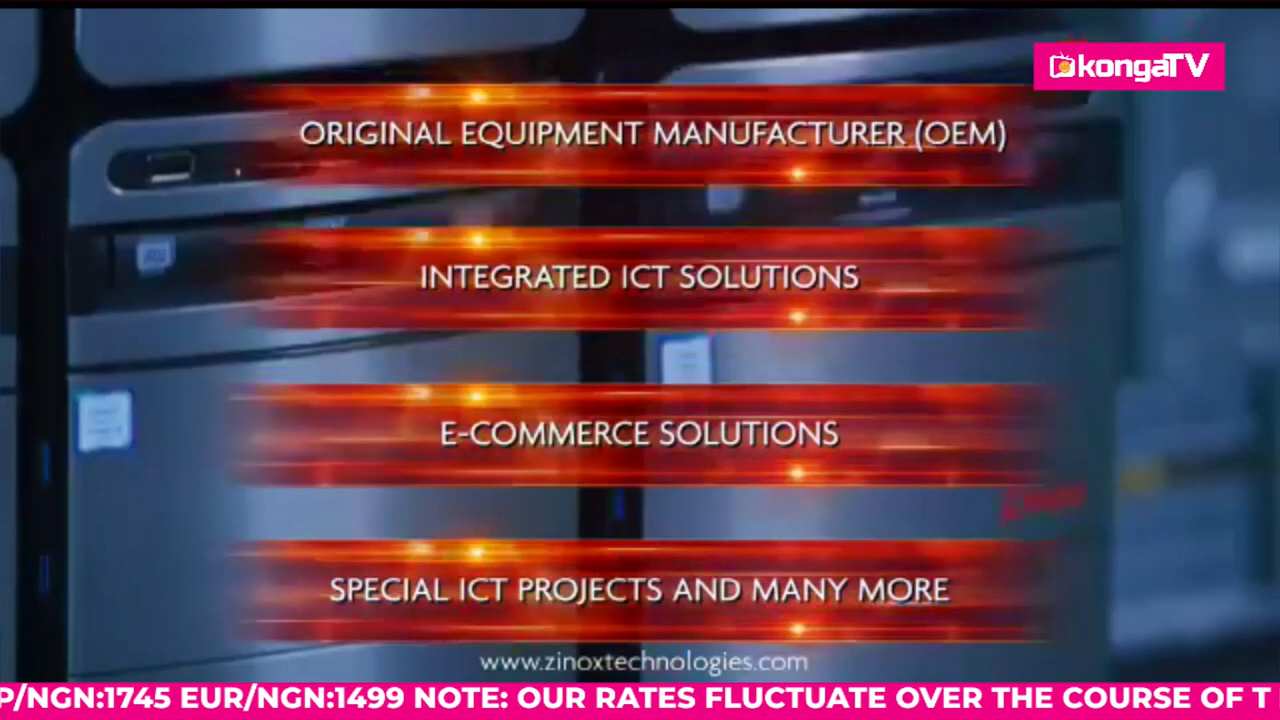 kongaTV
ORIGINAL EQUIPMENT MANUFACTURER (OEM)
INTEGRATED ICT SOLUTIONS
E-COMMERCE SOLUTIONS
SPECIAL ICT PROJECTS AND MANY MORE
www.zinoxtechnologies.com
P/NGN:1745 EUR/NGN:1499 NOTE: OUR RATES FLUCTUATE OVER THE COURSE OF T